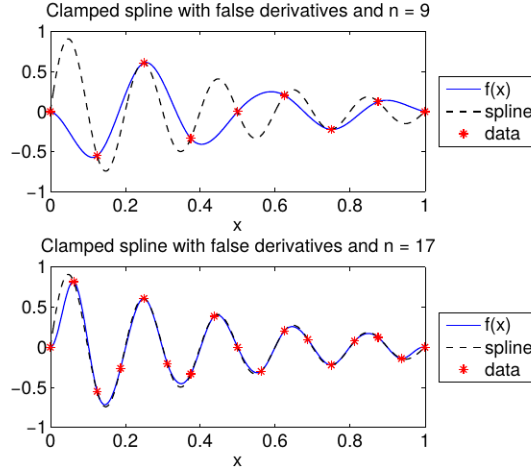 Clamped spline with false derivatives and n = 9
1
0.5
0
−0.5
−1
0 0.2 0.4 0.6 0.8 1
x
f(x)
spline
data
Clamped spline with false derivatives and n = 17
1
0.5
0
−0.5
−1
0 0.2 0.4 0.6 0.8 1
x
f(x)
spline
data